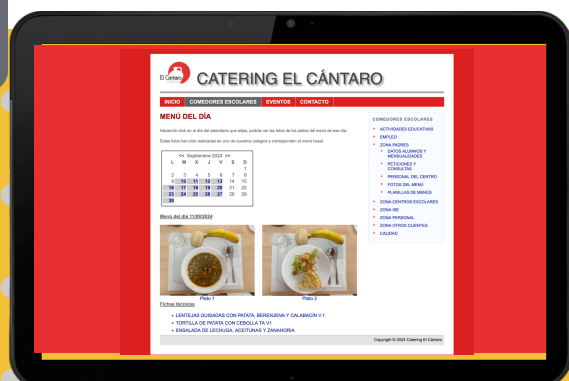 El Cántaro
CATERING EL CÁNTARO
INICIO COMEDORES ESCOLARES EVENTOS CONTACTO
MENÚ DEL DÍA
Haciendo click en el día del calendario que elijas, podrás ver las fotos de los platos del menú de ese día.
Estas fotos han sido realizadas en uno de nuestros colegios y corresponden al menú basal.
<< Septiembre 2024 >>
L M X J V S D
1
2 3 4 5 6 7 8
9 10 11 12 13 14 15
16 17 18 19 20 21 22
23 24 25 26 27 28 29
30
Menú del día 11/09/2024
Plato 1 Plato 2
Fichas técnicas
LENTEJAS GUISADAS CON PATATA, BERENJENA Y CALABACÍN V.1
TORTILLA DE PATATA CON CEBOLLA TA V1
ENSALADA DE LECHUGA, ACEITUNAS Y ZANAHORIA
COMEDORES ESCOLARES
ACTIVIDADES EDUCATIVAS
EMPLEO
ZONA PADRES
DATOS ALUMNOS Y
MENSUALIDADES
PETICIONES Y
CONSULTAS
PERSONAL DEL CENTRO
FOTOS DEL MENÚ
PLANILLAS DE MENÚS
ZONA CENTROS ESCOLARES
ZONA IBE
ZONA PERSONAL
ZONA OTROS CLIENTES
CALIDAD
Copyright © 2024 Catering El Cántaro